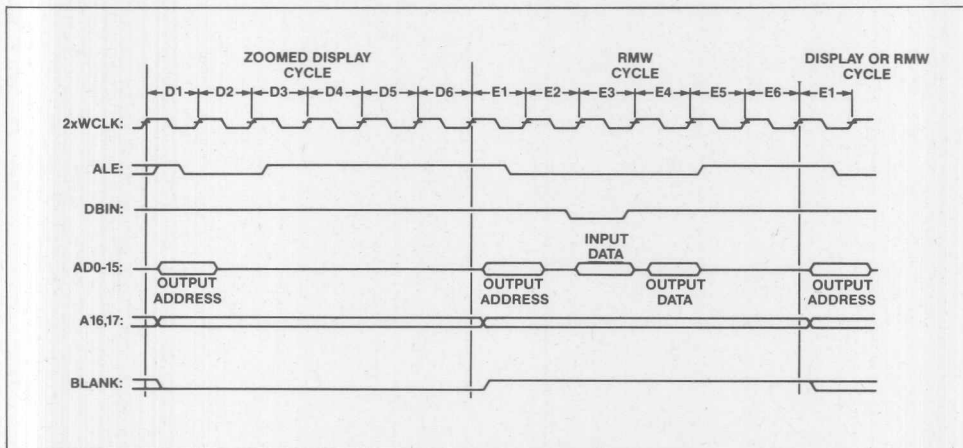 ZOOMED DISPLAY
CYCLE
RMW
CYCLE
DISPLAY OR RMW
CYCLE
D1 D2 D3 D4 D5 D6 E1 E2 E3 E4 E5 E6 E1
2xWCLK:
ALE:
DBIN:
INPUT
DATA
AD0-15:
OUTPUT
ADDRESS
OUTPUT
ADDRESS
OUTPUT
DATA
OUTPUT
ADDRESS
A16,17:
BLANK: